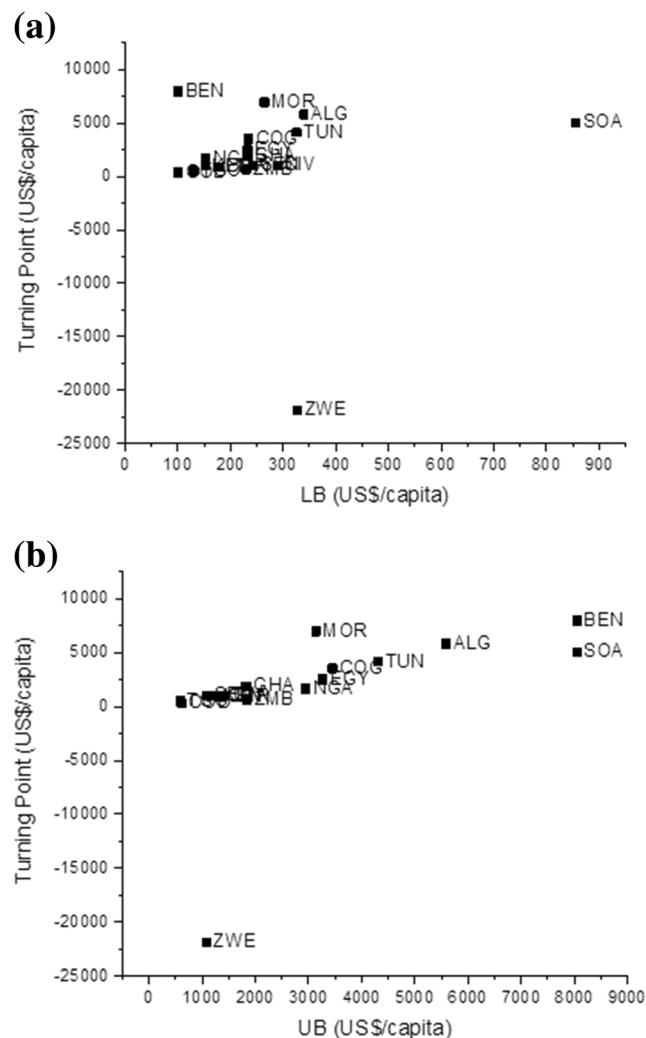 (a)
10000
5000
0
-5000
-10000
-15000
-20000
-25000
Turning Point (US$/capita)
BEN
MOR
ALG
TUN
SOA
COG
EGY
GHA
ZMB
ZWE
0 100 200 300 400 500 600 700 800 900
LB (US$/capita)
(b)
10000
5000
0
-5000
-10000
-15000
-20000
-25000
Turning Point (US$/capita)
BEN
MOR
ALG
SOA
TUN
COG
EGY
GHA
NGA
ZMB
ZWE
0 1000 2000 3000 4000 5000 6000 7000 8000 9000
UB (US$/capita)